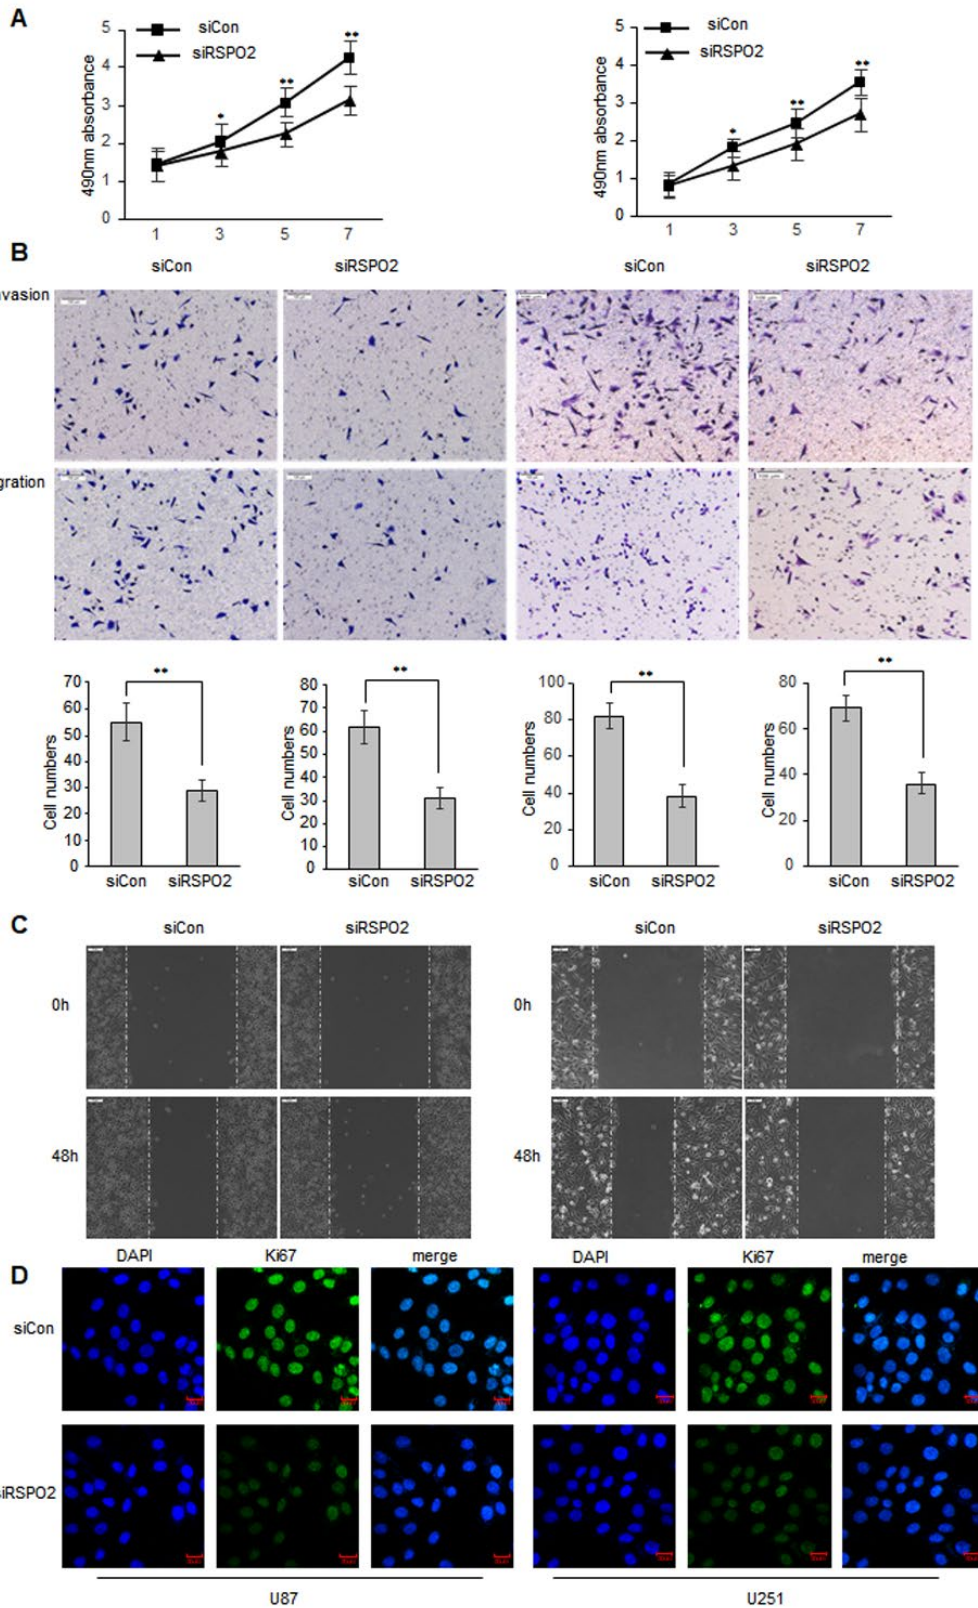 A
siCon
siRSPO2
490nm absorbance
5
4
3
2
1
0
*
**
**
1 3 5 7
siCon
siRSPO2
490nm absorbance
5
4
3
2
1
0
*
**
**
1 3 5 7
B
siCon siRSPO2 siCon siRSPO2
vasion
gration
Cell numbers
70
60
50
40
30
20
10
0
**
siCon siRSPO2
Cell numbers
80
70
60
50
40
30
20
10
0
**
siCon siRSPO2
Cell numbers
100
80
60
40
20
0
**
siCon siRSPO2
Cell numbers
80
60
40
20
0
**
siCon siRSPO2
C
siCon siRSPO2 siCon siRSPO2
0h 0h
48h 48h
D
DAPI Ki67 merge DAPI Ki67 merge
siCon
siRSPO2
U87 U251